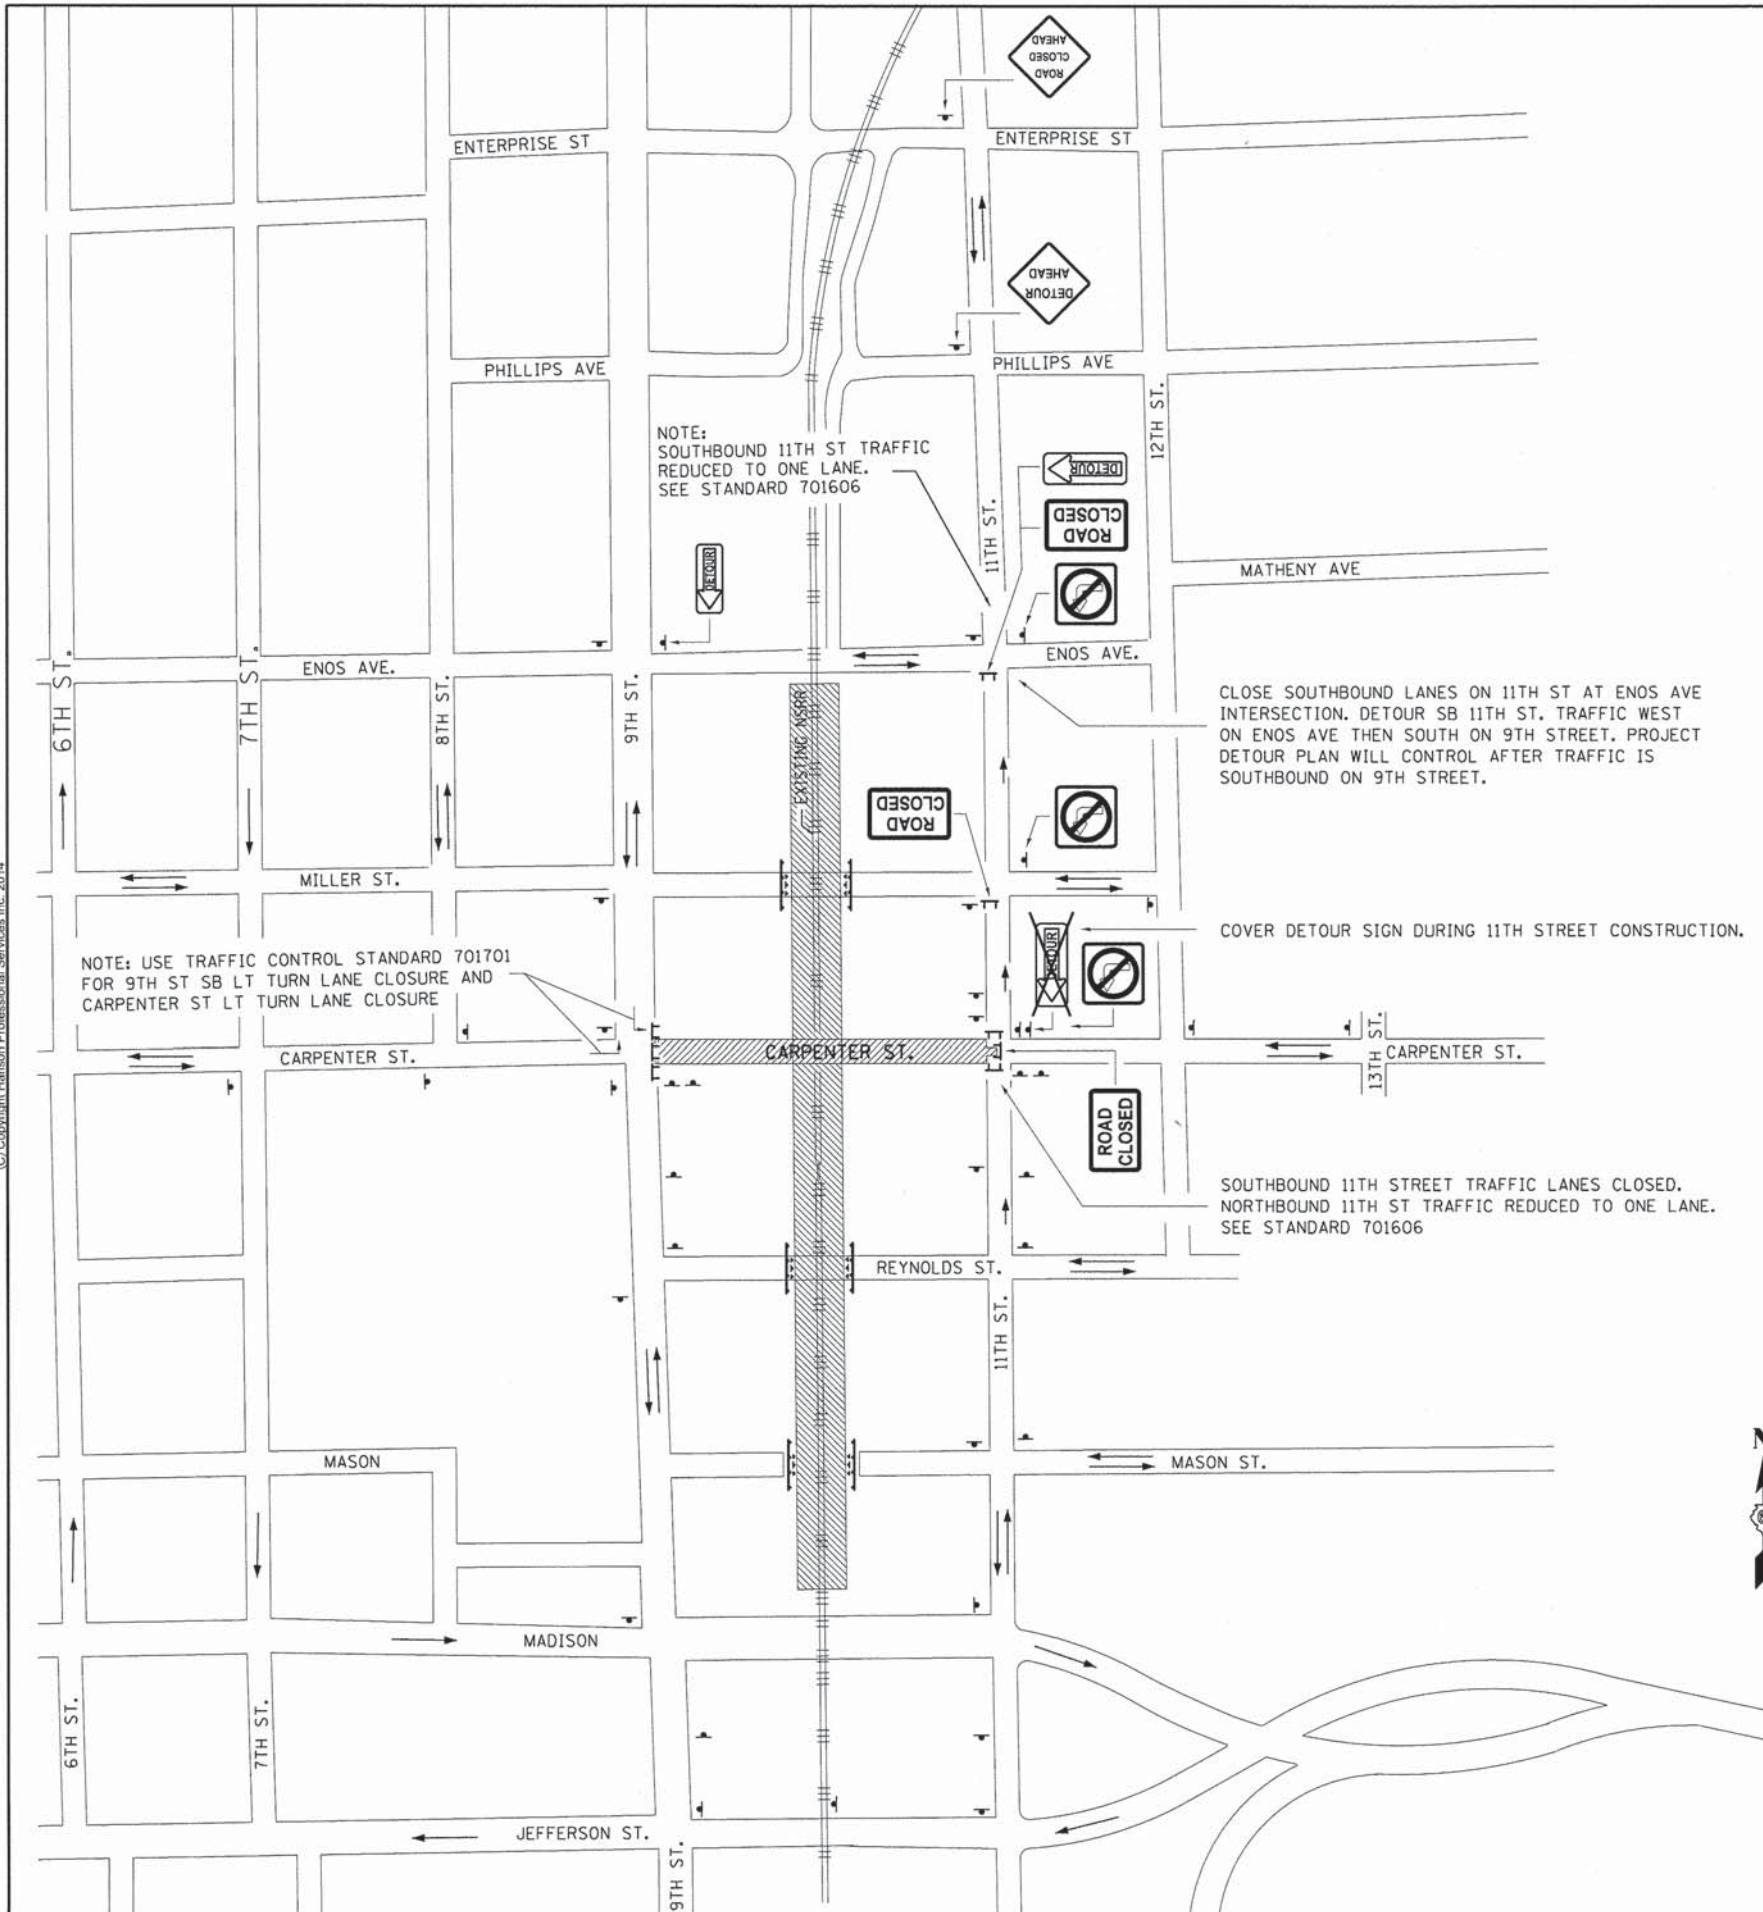 ROAD
CLOSED
AHEAD
ENTERPRISE ST
ENTERPRISE ST
DETOUR
AHEAD
PHILLIPS AVE
PHILLIPS AVE
12TH ST.
NOTE:
SOUTHBOUND 11TH ST TRAFFIC
REDUCED TO ONE LANE.
SEE STANDARD 701606
DETOUR
ROAD
CLOSED
11TH ST.
DETOUR
MATHENY AVE
6TH ST.
7TH ST.
ENOS AVE.
8TH ST.
9TH ST.
ENOS AVE.
EXISTING NSRR
CLOSE SOUTHBOUND LANES ON 11TH ST AT ENOS AVE
INTERSECTION. DETOUR SB 11TH ST. TRAFFIC WEST
ON ENOS AVE THEN SOUTH ON 9TH STREET. PROJECT
DETOUR PLAN WILL CONTROL AFTER TRAFFIC IS
SOUTHBOUND ON 9TH STREET.
ROAD
CLOSED
MILLER ST.
COVER DETOUR SIGN DURING 11TH STREET CONSTRUCTION.
DETOUR
NOTE: USE TRAFFIC CONTROL STANDARD 701701
FOR 9TH ST SB LT TURN LANE CLOSURE AND
CARPENTER ST LT TURN LANE CLOSURE
CARPENTER ST.
CARPENTER ST.
13TH ST.
CARPENTER ST.
ROAD
CLOSED
SOUTHBOUND 11TH STREET TRAFFIC LANES CLOSED.
NORTHBOUND 11TH ST TRAFFIC REDUCED TO ONE LANE.
SEE STANDARD 701606
REYNOLDS ST.
11TH ST.
MASON
MASON ST.
MADISON
6TH ST.
7TH ST.
JEFFERSON ST.
9TH ST.
N
(C) Copyright Hanson Professional Services Inc. 2014